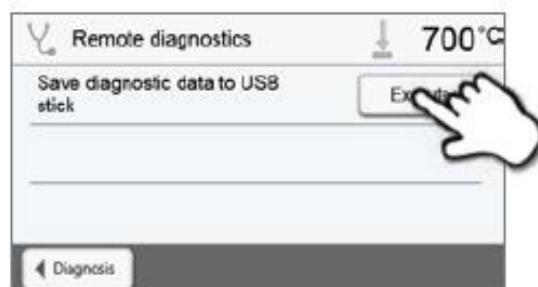 Remote diagnostics 700 °C
Save diagnostic data to USB
stick
Diagnosis